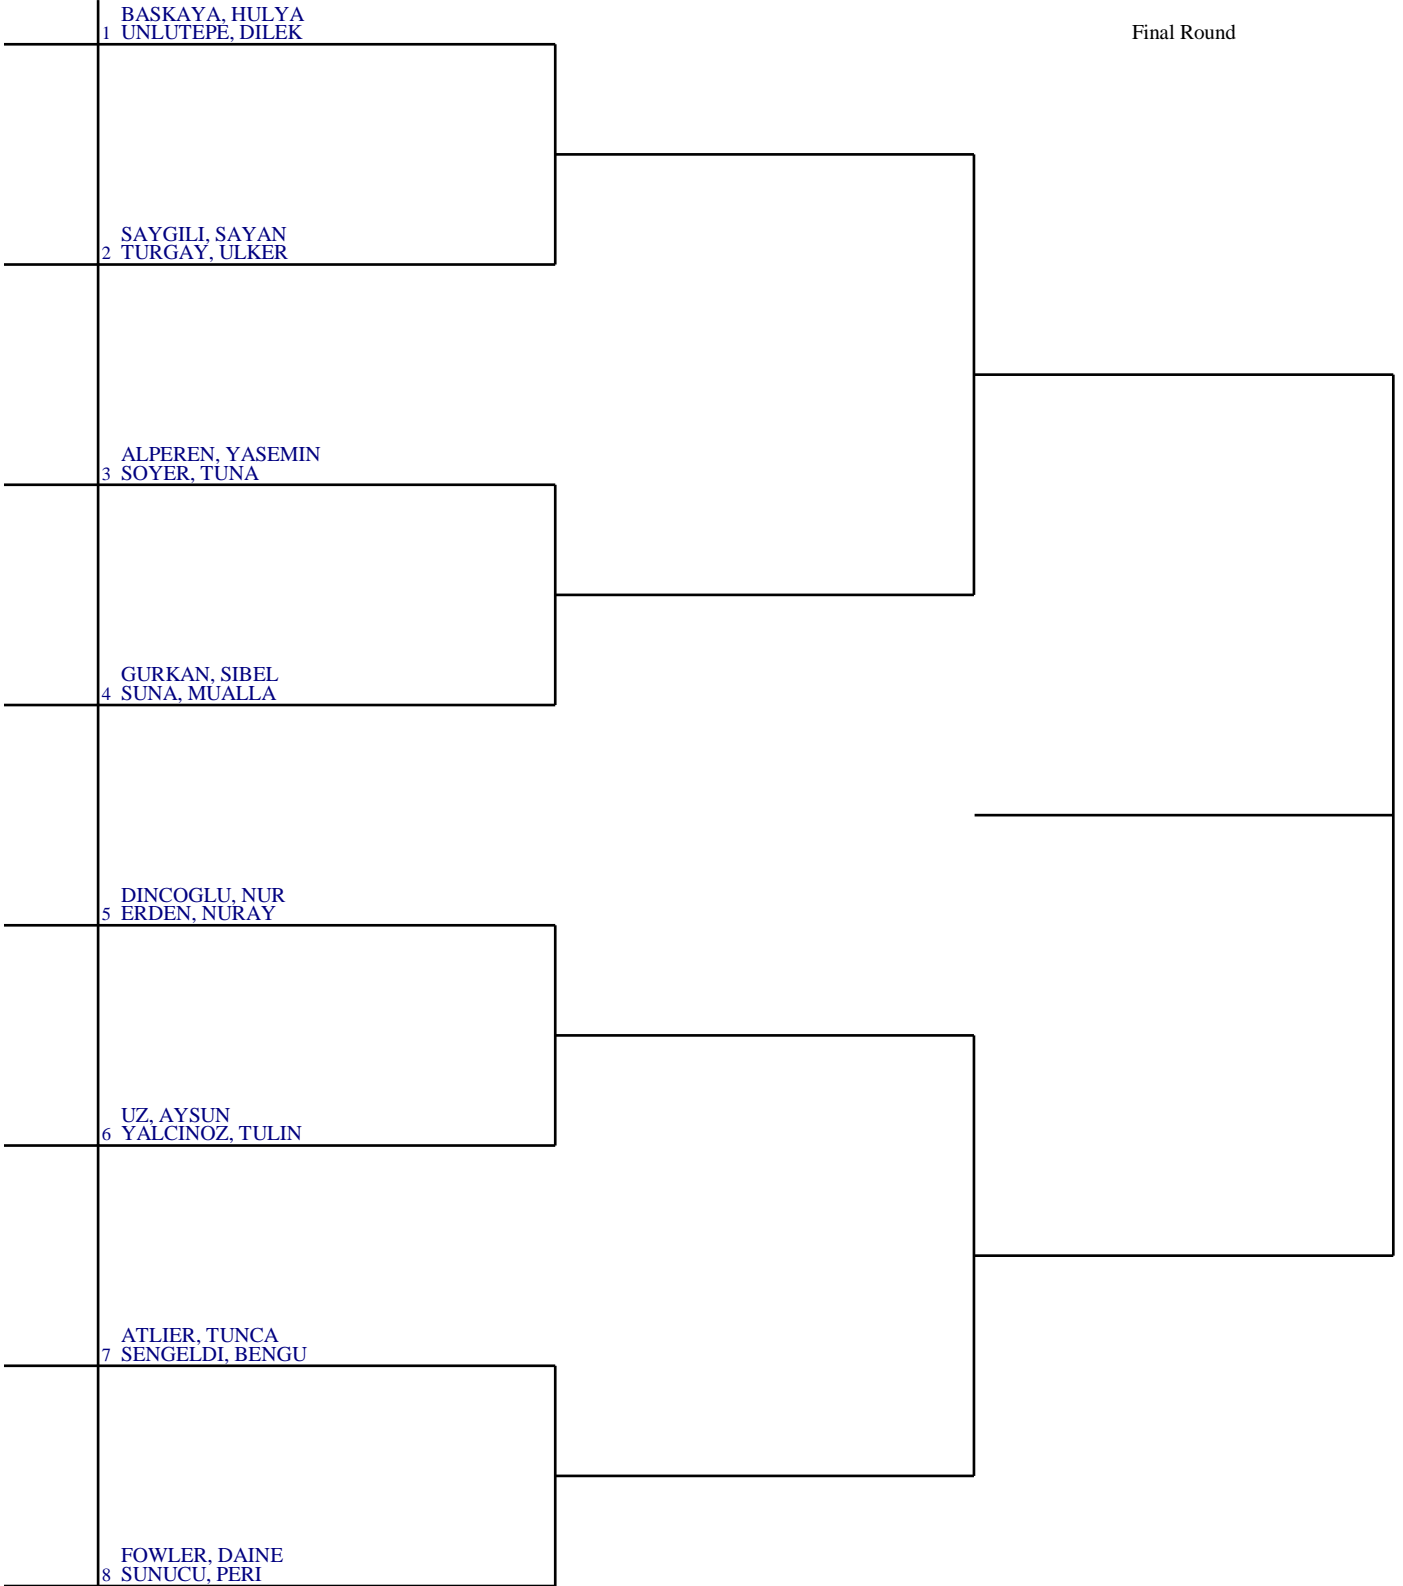 BASKAYA, HULYA
1 UNLUTEPE, DILEK
Final Round
SAYGILI, SAYAN
2 TURGAY, ULKER
ALPEREN, YASEMIN
3 SOYER, TUNA
GURKAN, SIBEL
4 SUNA, MUALLA
DINCOGLU, NUR
5 ERDEN, NURAY
UZ, AYSUN
6 YALCINOZ, TULIN
ATLIER, TUNCA
7 SENGELDI, BENGU
FOWLER, DAINE
8 SUNUCU, PERI